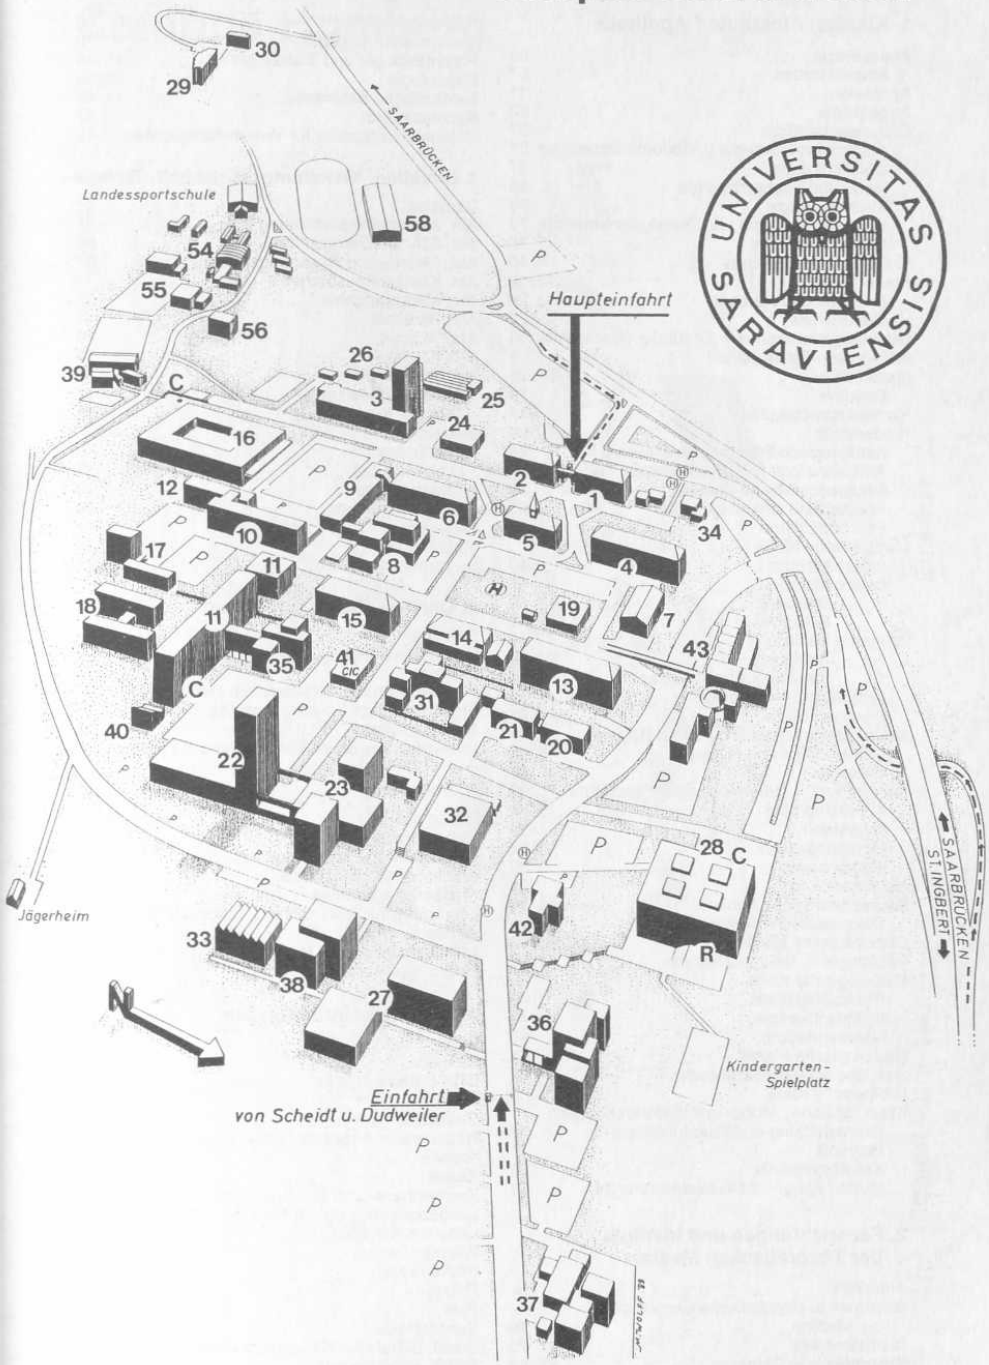 30
29
SAARBRÜCKEN
UNIVERSITAS
SARAVIENSIS
Landessportschule
58
54
P
55
Haupteinfahrt
56
39
26
C
3
25
P
24
16
P
P
2
12
9
1
H
H
H
6
34
10
5
P
P
8
4
17
P
11
P
P
H
18
15
19
7
11
14
43
35
41
CIC
P
13
C
31
P
P
40
21
20
P
22
23
P
P
P
32
P
28
C
H
P
SAARBRÜCKEN
ST. INGBERT
P
P
P
Jägerheim
P
H
42
33
R
38
N
27
36
Kindergarten-
Spielplatz
Einfahrt
von Scheidt u. Dudweiler
P
P
P
P
P
37
M. WOLFF 83